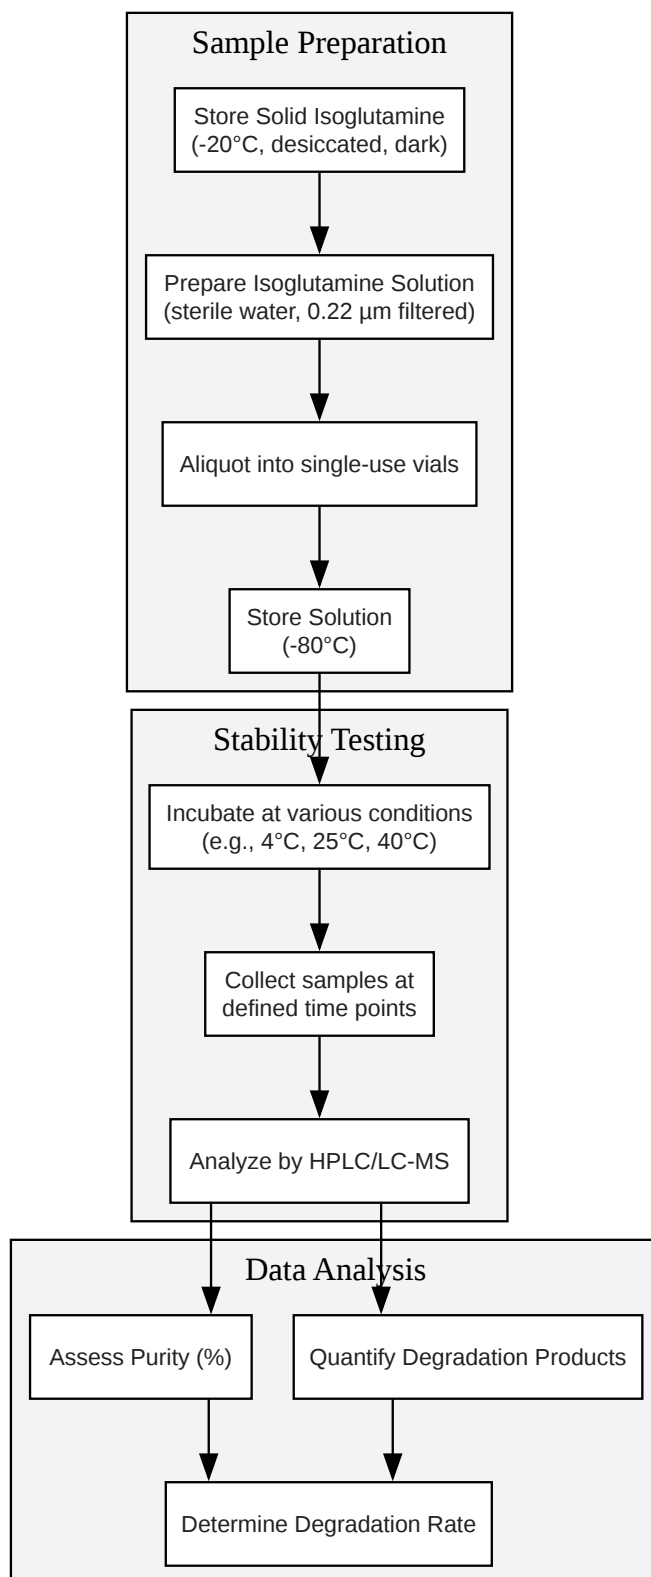 Sample Preparation
Store Solid Isoglutamine
(-20°C, desiccated, dark)
Prepare Isoglutamine Solution
(sterile water, 0.22 µm filtered)
Aliquot into single-use vials
Store Solution
(-80°C)
Stability Testing
Incubate at various conditions
(e.g., 4°C, 25°C, 40°C)
Collect samples at
defined time points
Analyze by HPLC/LC-MS
Data Analysis
Assess Purity (%)
Quantify Degradation Products
Determine Degradation Rate